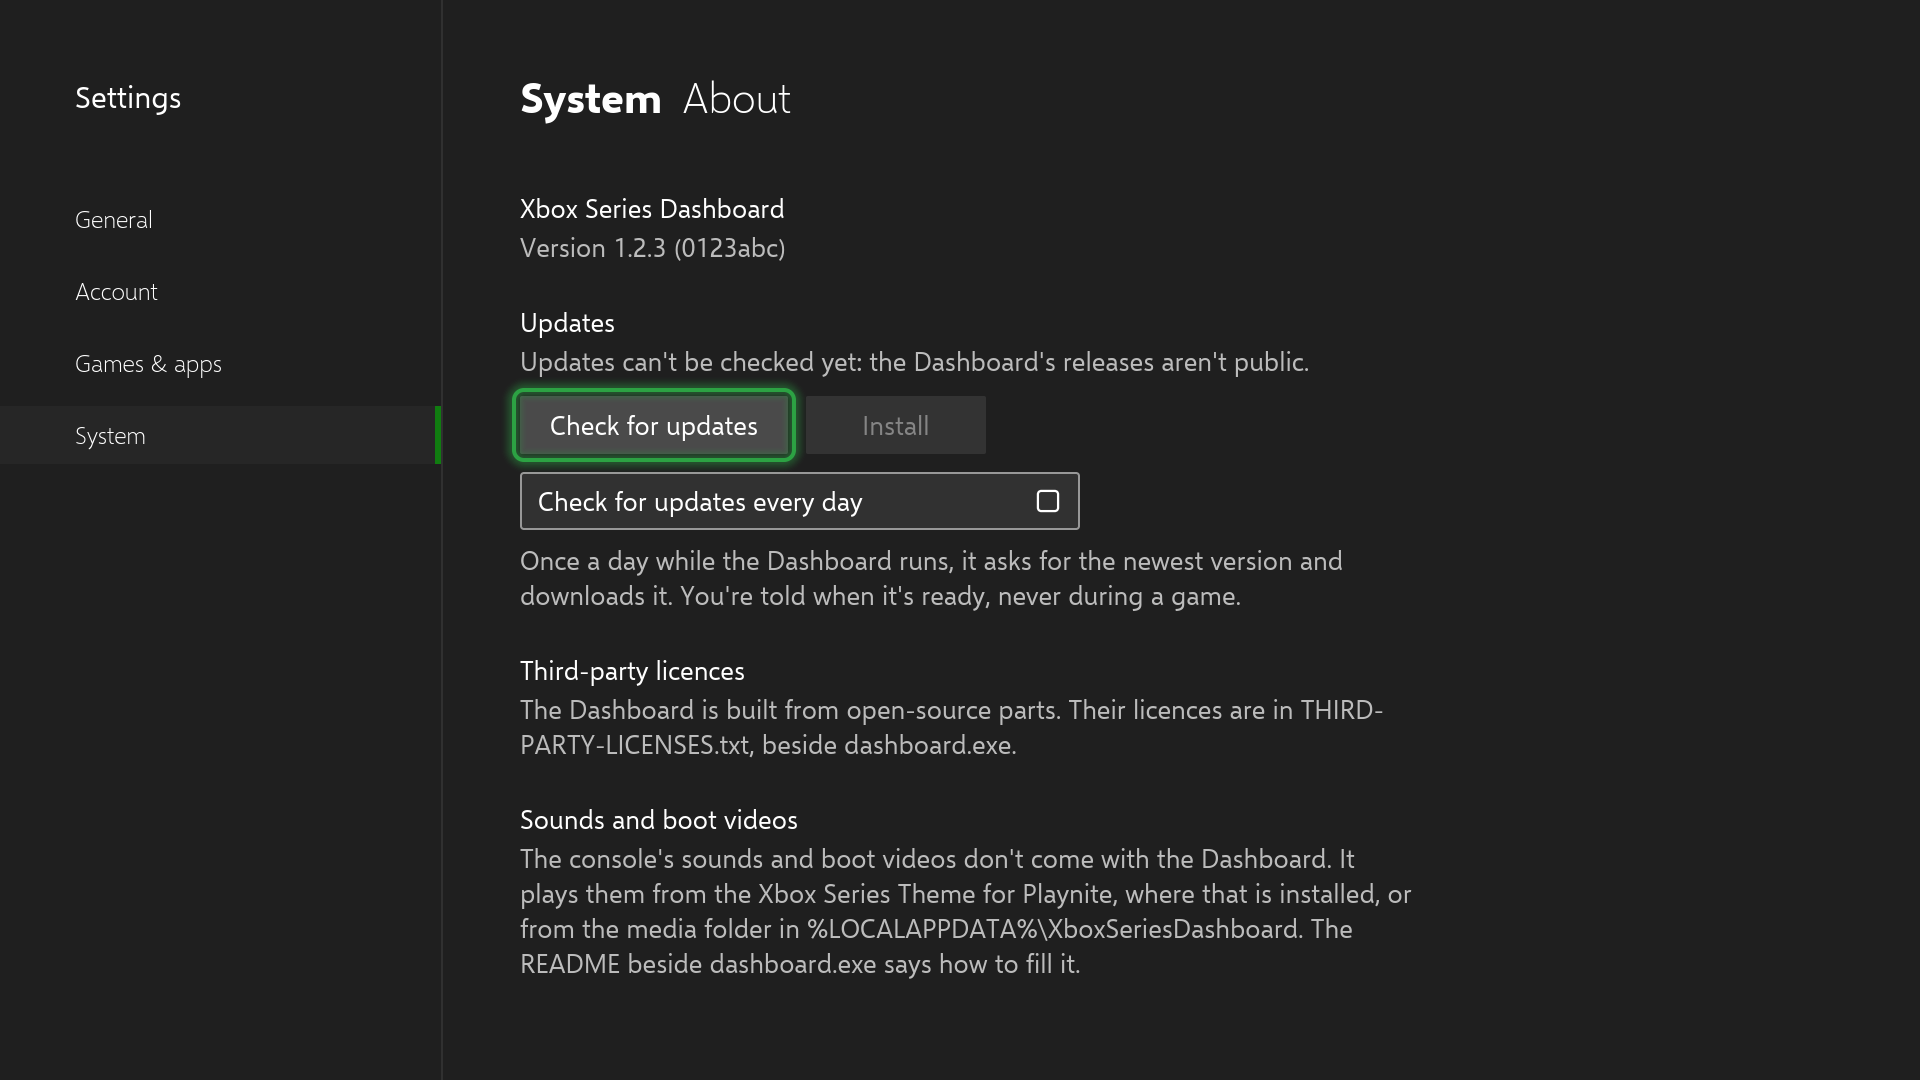 Settings
General
Account
Games & apps
System
System About
Xbox Series Dashboard
Version 1.2.3 (0123abc)
Updates
Updates can't be checked yet: the Dashboard's releases aren't public.
Check for updates
Install
Check for updates every day
Once a day while the Dashboard runs, it asks for the newest version and
downloads it. You're told when it's ready, never during a game.
Third-party licences
The Dashboard is built from open-source parts. Their licences are in THIRD-
PARTY-LICENSES.txt, beside dashboard.exe.
Sounds and boot videos
The console's sounds and boot videos don't come with the Dashboard. It
plays them from the Xbox Series Theme for Playnite, where that is installed, or
from the media folder in %LOCALAPPDATA%\XboxSeriesDashboard. The
README beside dashboard.exe says how to fill it.